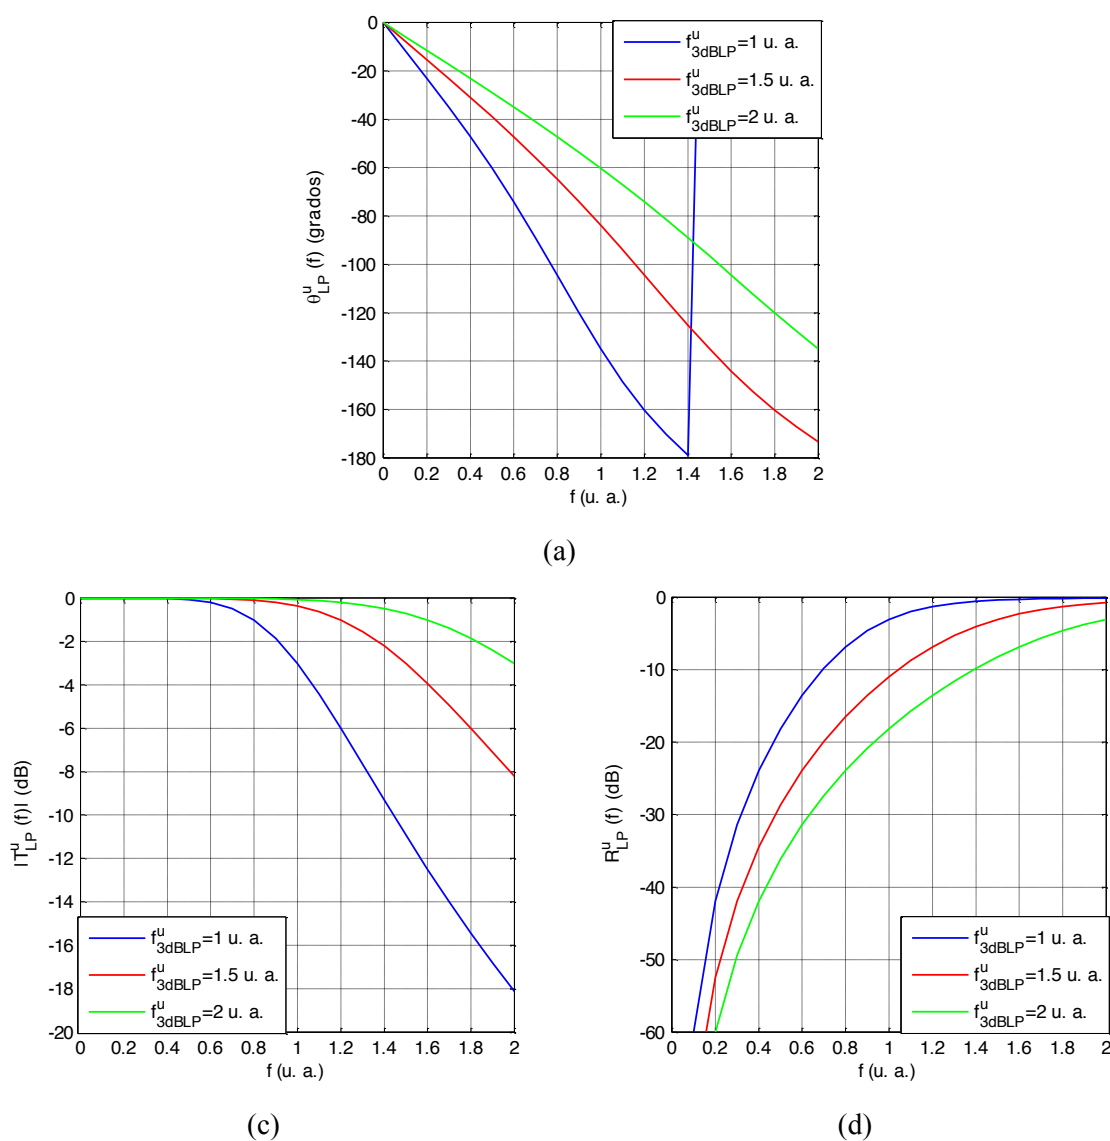 0
-20
-40
-60
-80
-100
-120
-140
-160
-180
θ^u_LP (f) (grados)
0 0.2 0.4 0.6 0.8 1 1.2 1.4 1.6 1.8 2
f (u. a.)
f^u_3dBLP=1 u. a.
f^u_3dBLP=1.5 u. a.
f^u_3dBLP=2 u. a.
(a)
0
-2
-4
-6
-8
-10
-12
-14
-16
-18
-20
|T^u_LP (f)| (dB)
f^u_3dBLP=1 u. a.
f^u_3dBLP=1.5 u. a.
f^u_3dBLP=2 u. a.
0 0.2 0.4 0.6 0.8 1 1.2 1.4 1.6 1.8 2
f (u. a.)
(c)
0
-10
-20
-30
-40
-50
-60
R^u_LP (f) (dB)
f^u_3dBLP=1 u. a.
f^u_3dBLP=1.5 u. a.
f^u_3dBLP=2 u. a.
0 0.2 0.4 0.6 0.8 1 1.2 1.4 1.6 1.8 2
f (u. a.)
(d)